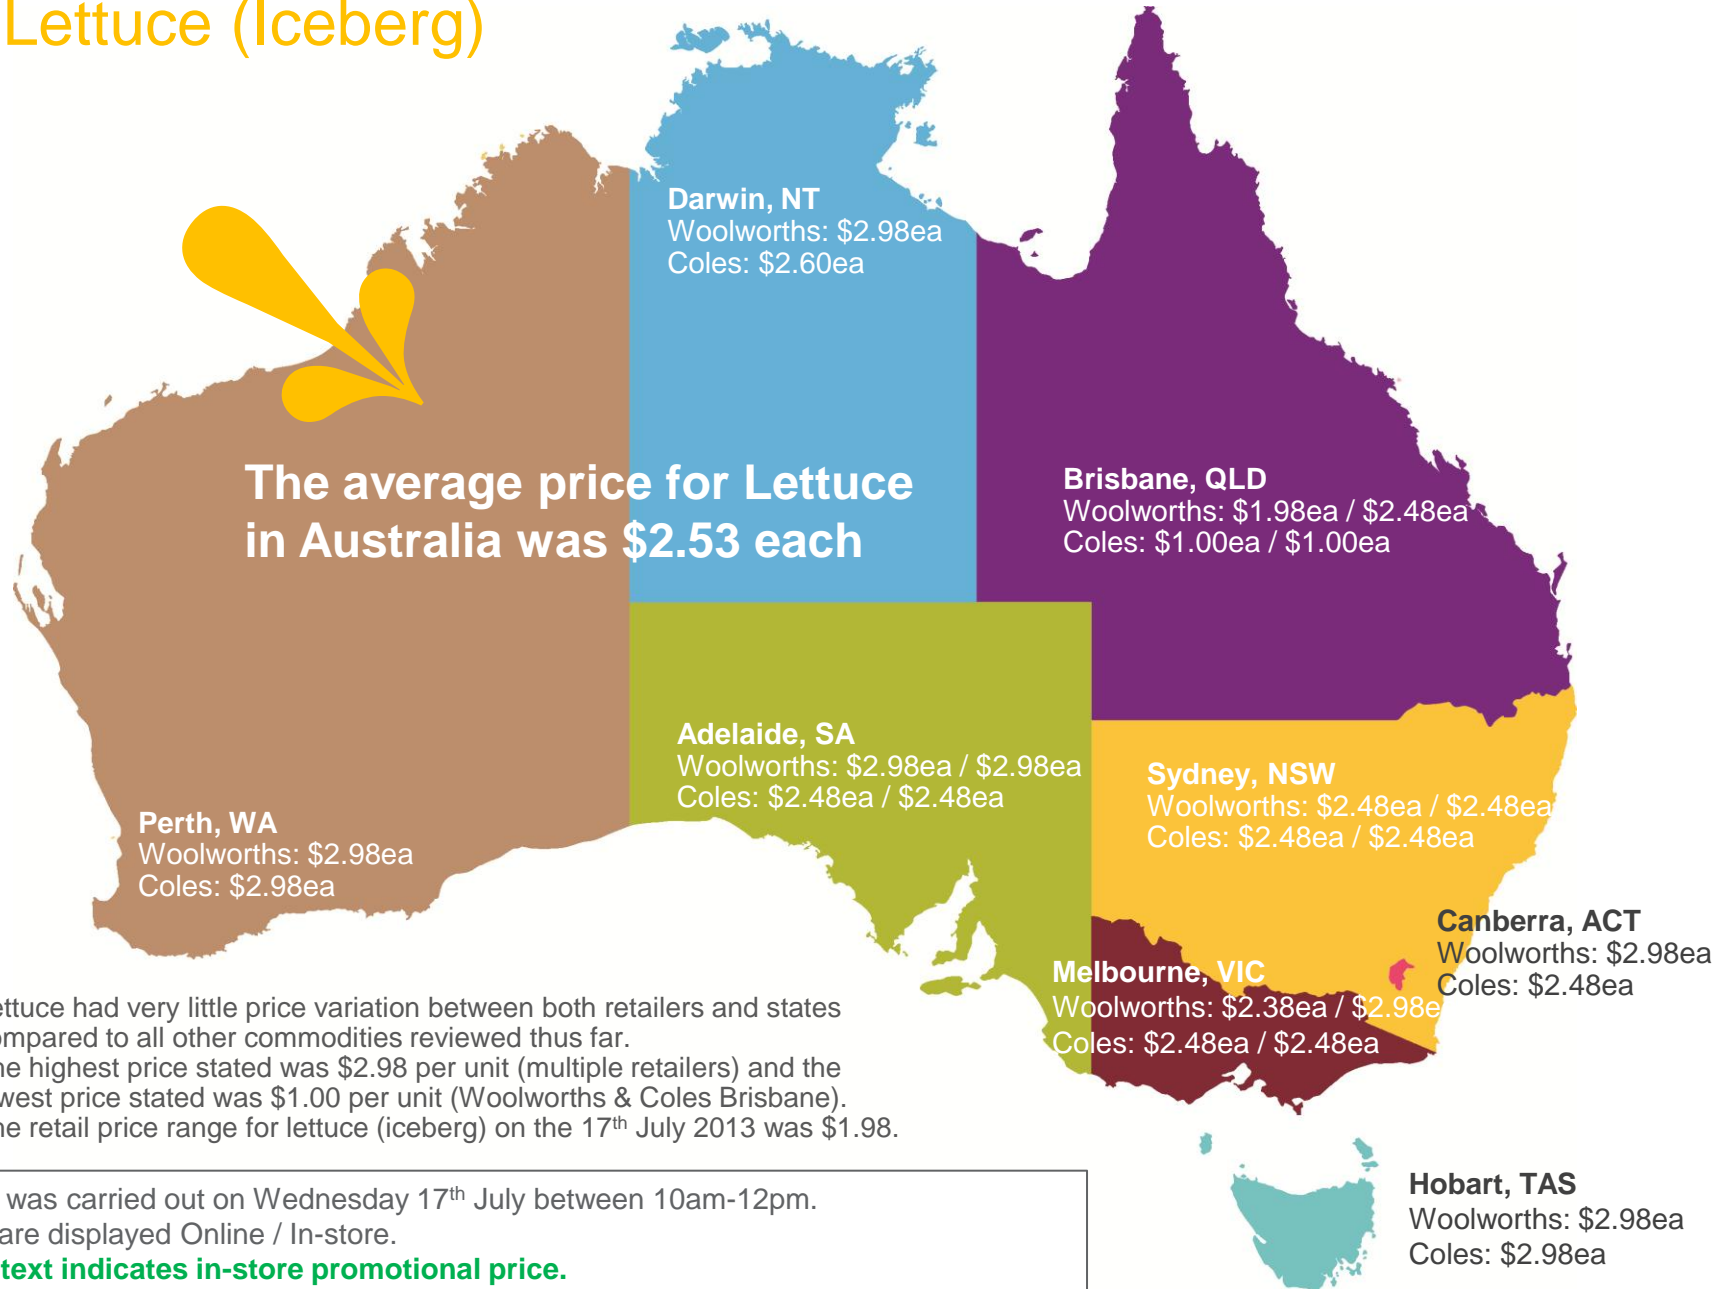 Lettuce (Iceberg)
Darwin, NT
Woolworths: $2.98ea
Coles: $2.60ea
The average price for Lettuce
in Australia was $2.53 each
Brisbane, QLD
Woolworths: $1.98ea / $2.48ea
Coles: $1.00ea / $1.00ea
Adelaide, SA
Woolworths: $2.98ea / $2.98ea
Coles: $2.48ea / $2.48ea
Sydney, NSW
Woolworths: $2.48ea / $2.48ea
Coles: $2.48ea / $2.48ea
Perth, WA
Woolworths: $2.98ea
Coles: $2.98ea
Canberra, ACT
Woolworths: $2.98ea
Coles: $2.48ea
Melbourne, VIC
Woolworths: $2.38ea / $2.98e
Coles: $2.48ea / $2.48ea
ettuce had very little price variation between both retailers and states
ompared to all other commodities reviewed thus far.
he highest price stated was $2.98 per unit (multiple retailers) and the
west price stated was $1.00 per unit (Woolworths & Coles Brisbane).
he retail price range for lettuce (iceberg) on the 17th July 2013 was $1.98.
was carried out on Wednesday 17th July between 10am-12pm.
are displayed Online / In-store.
text indicates in-store promotional price.
Hobart, TAS
Woolworths: $2.98ea
Coles: $2.98ea